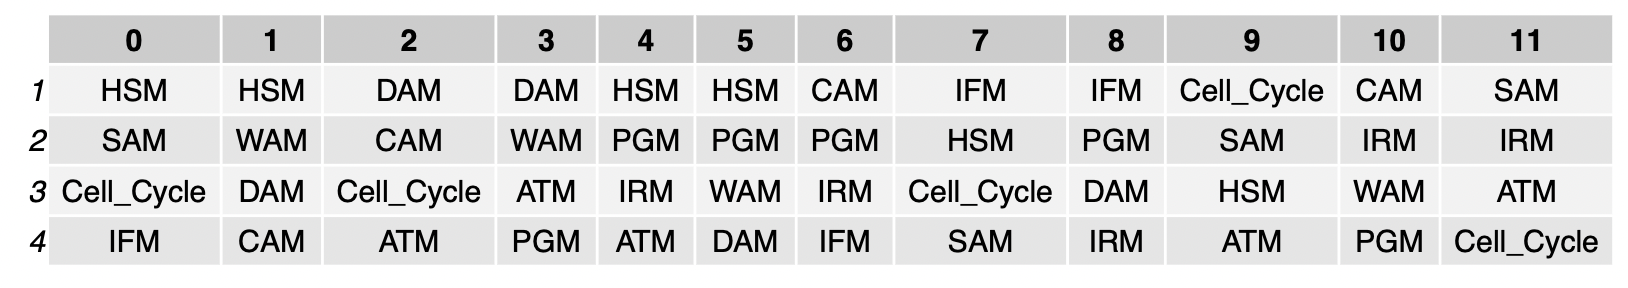 0 1 2 3 4 5 6 7 8 9 10 11
1 HSM HSM DAM DAM HSM HSM CAM IFM IFM Cell_Cycle CAM SAM
2 SAM WAM CAM WAM PGM PGM PGM HSM PGM SAM IRM IRM
3 Cell_Cycle DAM Cell_Cycle ATM IRM WAM IRM Cell_Cycle DAM HSM WAM ATM
4 IFM CAM ATM PGM ATM DAM IFM SAM IRM ATM PGM Cell_Cycle